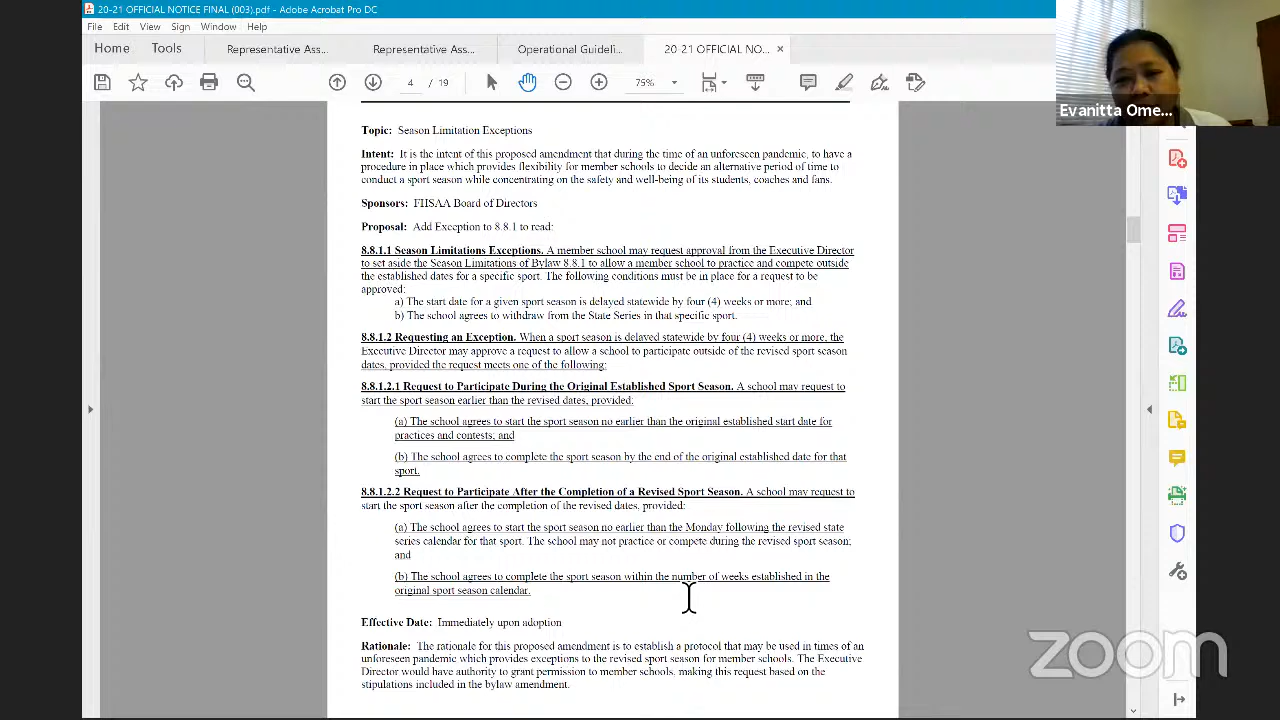 20-21 OFFICIAL NOTICE FINAL (003).pdf - Adobe Acrobat Pro DC
File Edit View Sign Window Help
Home Tools Representative Ass... Representative Ass... Operational Guideli... 20-21 OFFICIAL NO... ×
4 / 19 75%
Evanitta Ome...
Topic: Season Limitation Exceptions
Intent: It is the intent of this proposed amendment that during the time of an unforeseen pandemic, to have a
procedure in place which provides flexibility for member schools to decide an alternative period of time to
conduct a sport season while concentrating on the safety and well-being of its students, coaches and fans.
Sponsors: FHSAA Board of Directors
Proposal: Add Exception to 8.8.1 to read:
8.8.1.1 Season Limitations Exceptions. A member school may request approval from the Executive Director
to set aside the Season Limitations of Bylaw 8.8.1 to allow a member school to practice and compete outside
the established dates for a specific sport. The following conditions must be in place for a request to be
approved:
a) The start date for a given sport season is delayed statewide by four (4) weeks or more; and
b) The school agrees to withdraw from the State Series in that specific sport.
8.8.1.2 Requesting an Exception. When a sport season is delayed statewide by four (4) weeks or more, the
Executive Director may approve a request to allow a school to participate outside of the revised sport season
dates, provided the request meets one of the following:
8.8.1.2.1 Request to Participate During the Original Established Sport Season. A school may request to
start the sport season earlier than the revised dates, provided:
(a) The school agrees to start the sport season no earlier than the original established start date for
practices and contests; and
(b) The school agrees to complete the sport season by the end of the original established date for that
sport.
8.8.1.2.2 Request to Participate After the Completion of a Revised Sport Season. A school may request to
start the sport season after the completion of the revised dates, provided:
(a) The school agrees to start the sport season no earlier than the Monday following the revised state
series calendar for that sport. The school may not practice or compete during the revised sport season;
and
(b) The school agrees to complete the sport season within the number of weeks established in the
original sport season calendar.
Effective Date: Immediately upon adoption
Rationale: The rationale for this proposed amendment is to establish a protocol that may be used in times of an
unforeseen pandemic which provides exceptions to the revised sport season for member schools. The Executive
Director would have authority to grant permission to member schools, making this request based on the
stipulations included in the bylaw amendment.
zoom